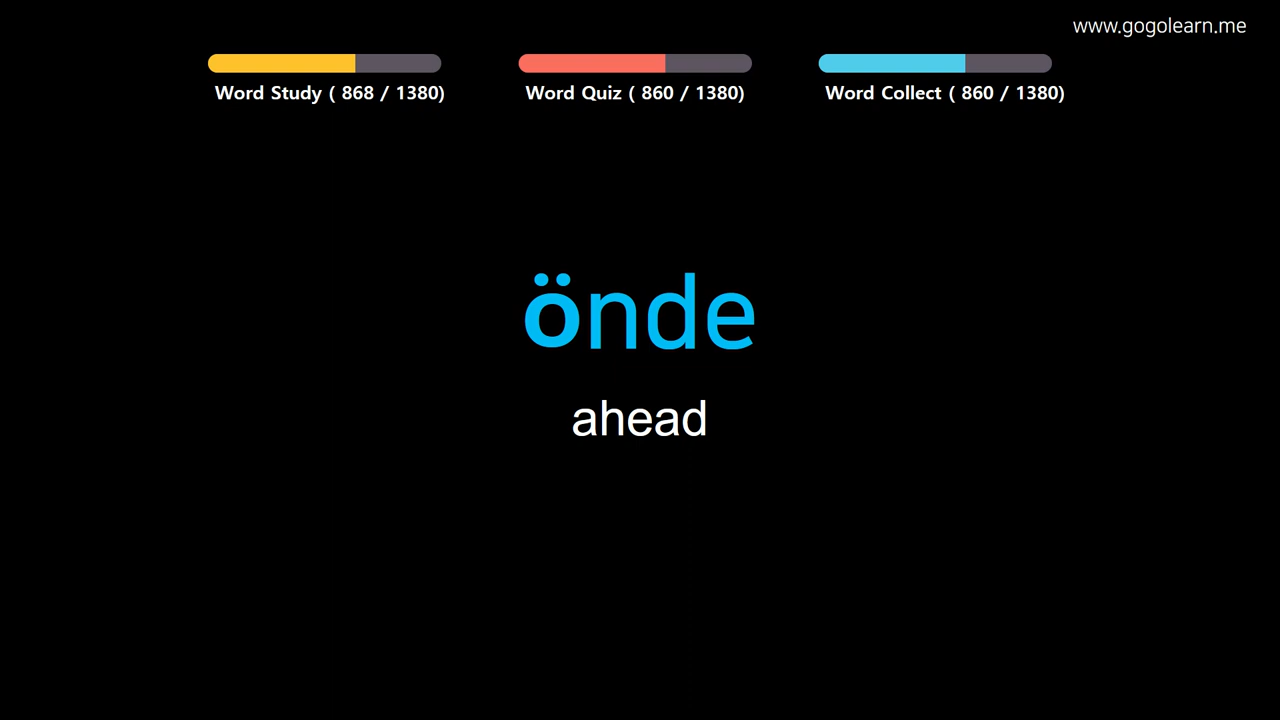 www.gogolearn.me
Word Study ( 868 / 1380)
Word Quiz ( 860 / 1380)
Word Collect ( 860 / 1380)
önde
ahead